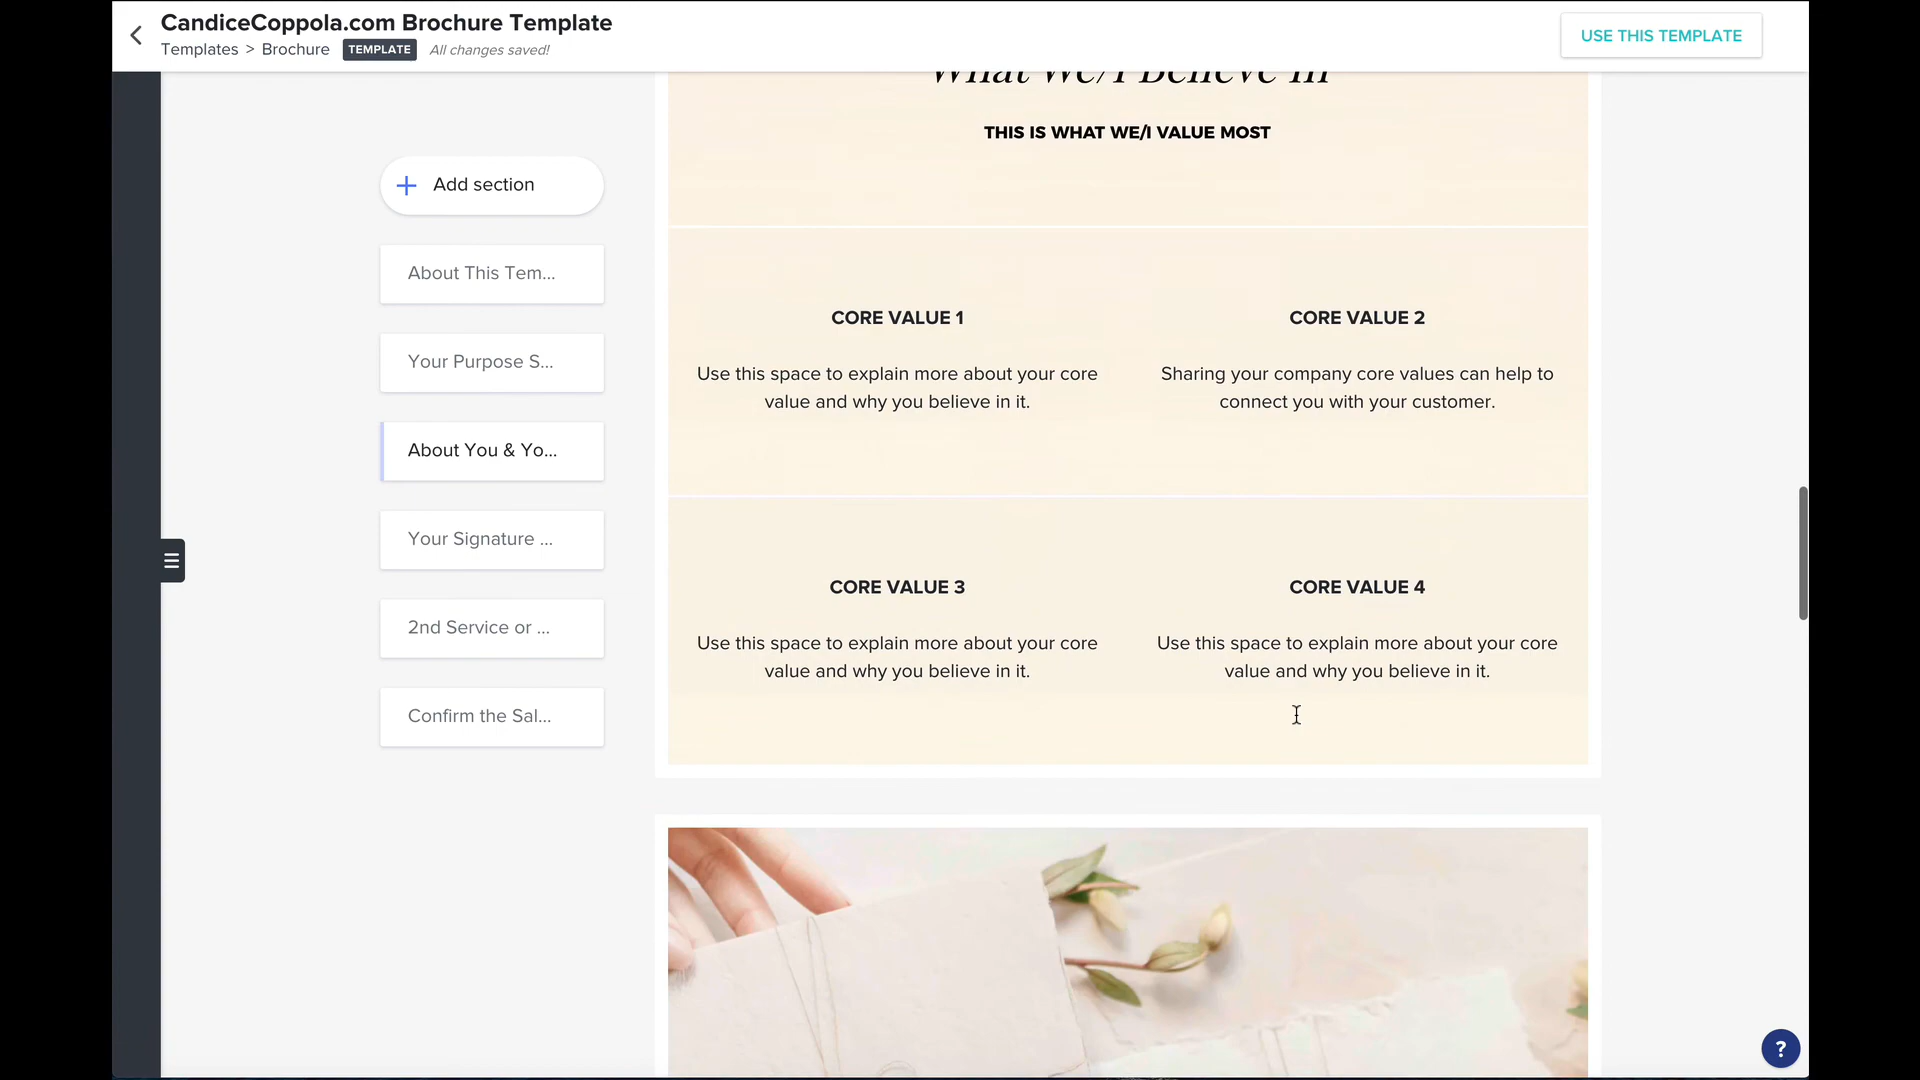 CandiceCoppola.com Brochure Template
Templates > Brochure TEMPLATE All changes saved!
USE THIS TEMPLATE
What We/I Believe In
THIS IS WHAT WE/I VALUE MOST
+ Add section
About This Tem...
Your Purpose S...
About You & Yo...
Your Signature ...
2nd Service or ...
Confirm the Sal...
CORE VALUE 1
Use this space to explain more about your core
value and why you believe in it.
CORE VALUE 2
Sharing your company core values can help to
connect you with your customer.
CORE VALUE 3
Use this space to explain more about your core
value and why you believe in it.
CORE VALUE 4
Use this space to explain more about your core
value and why you believe in it.
?